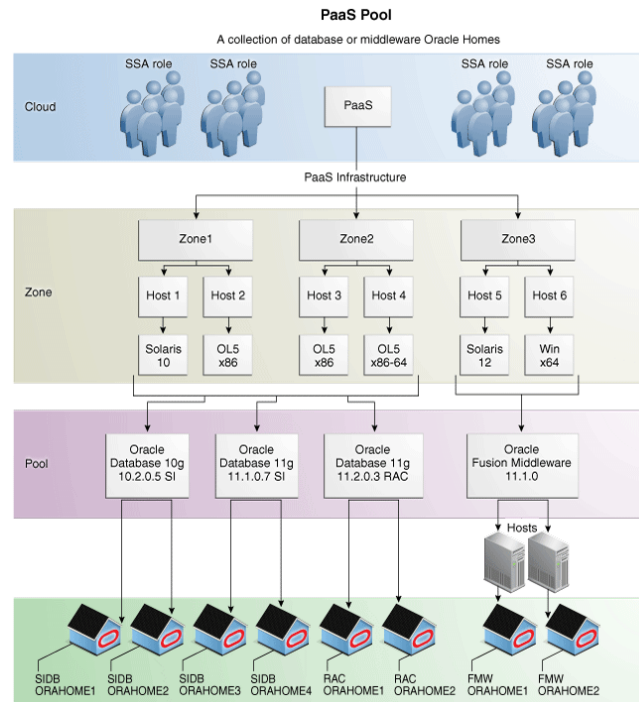 PaaS Pool
A collection of database or middleware Oracle Homes
SSA role
SSA role
SSA role
SSA role
Cloud
PaaS
PaaS Infrastructure
Zone1
Zone2
Zone3
Zone
Host 1
Host 2
Host 3
Host 4
Host 5
Host 6
Solaris
10
OL5
x86
OL5
x86
OL5
x86-64
Solaris
12
Win
x64
Pool
Oracle
Database 10g
10.2.0.5 SI
Oracle
Database 11g
11.1.0.7 SI
Oracle
Database 11g
11.2.0.3 RAC
Oracle
Fusion Middleware
11.1.0
Hosts
SIDB
ORAHOME1
SIDB
ORAHOME2
SIDB
ORAHOME3
SIDB
ORAHOME4
RAC
ORAHOME1
RAC
ORAHOME2
FMW
ORAHOME1
FMW
ORAHOME2